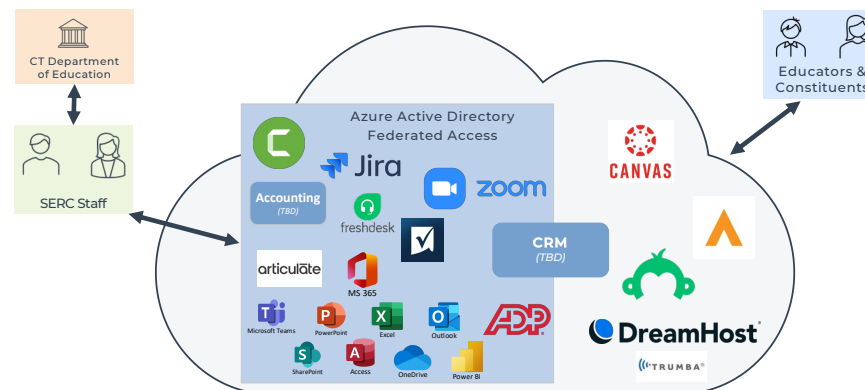 CT Department
of Education
SERC Staff
Azure Active Directory
Federated Access
C
Jira
zoom
Accounting
(TBD)
freshdesk
articulate
MS 365
CRM
(TBD)
Microsoft Teams
PowerPoint
Excel
Outlook
ADP
SharePoint
Access
OneDrive
Power BI
CANVAS
DreamHost
TRUMBA
Educators &
Constituents